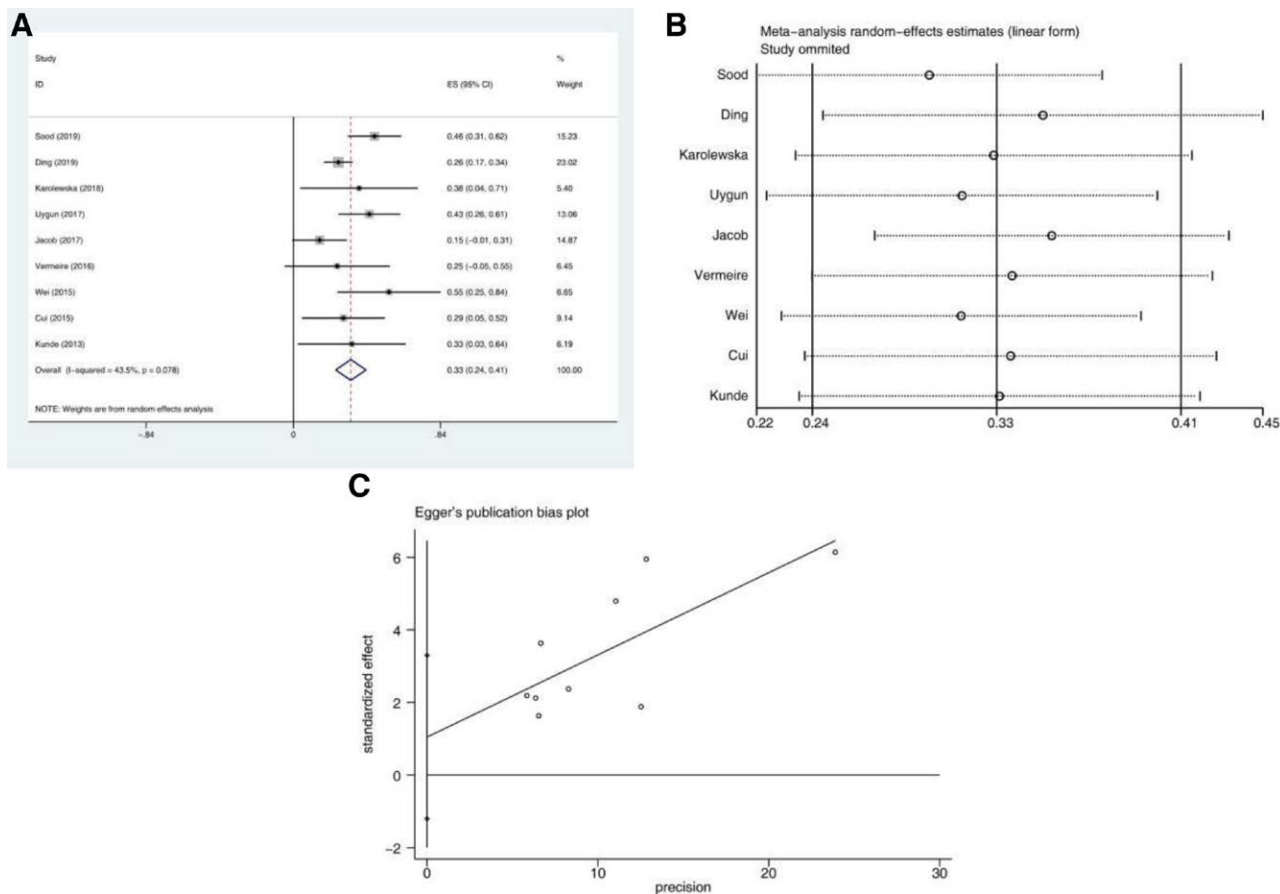 A
Study %
ID ES (95% CI) Weight
Sood (2019) 0.46 (0.31, 0.62) 15.23
Ding (2019) 0.26 (0.17, 0.34) 23.02
Karolewska (2018) 0.38 (0.04, 0.71) 5.40
Uygun (2017) 0.43 (0.26, 0.61) 13.06
Jacob (2017) 0.15 (−0.01, 0.31) 14.87
Vermeire (2016) 0.25 (−0.05, 0.55) 6.45
Wei (2015) 0.55 (0.25, 0.84) 6.65
Cui (2015) 0.29 (0.05, 0.52) 9.14
Kunde (2013) 0.33 (0.03, 0.64) 6.19
Overall (I−squared = 43.5%, p = 0.078) 0.33 (0.24, 0.41) 100.00
NOTE: Weights are from random effects analysis
−.84 0 .84
B
Meta−analysis random−effects estimates (linear form)
Study ommited
Sood
Ding
Karolewska
Uygun
Jacob
Vermeire
Wei
Cui
Kunde
0.22 0.24 0.33 0.41 0.45
C
Egger's publication bias plot
standardized effect
6
4
2
0
−2
0 10 20 30
precision